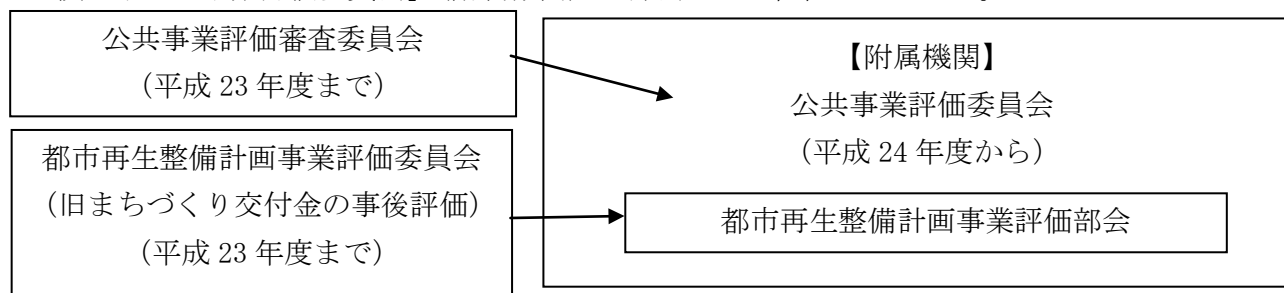 公共事業評価審査委員会
（平成 23 年度まで）
都市再生整備計画事業評価委員会
（旧まちづくり交付金の事後評価）
（平成 23 年度まで）
【附属機関】
公共事業評価委員会
（平成 24 年度から）
都市再生整備計画事業評価部会